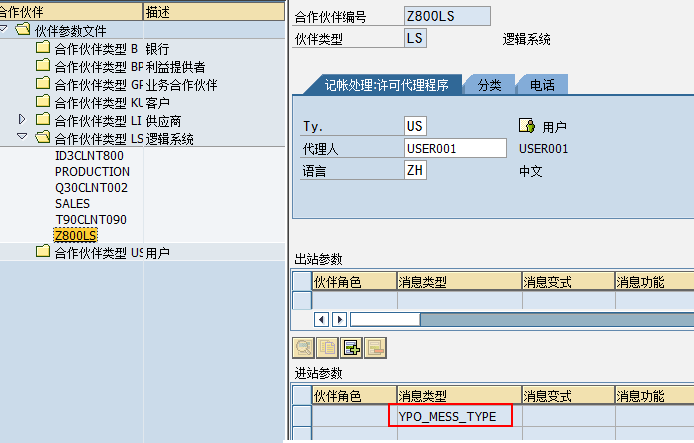 合作伙伴 描述
伙伴参数文件
合作伙伴类型 B 银行
合作伙伴类型 BP 利益提供者
合作伙伴类型 GP 业务合作伙伴
合作伙伴类型 KU 客户
合作伙伴类型 LI 供应商
合作伙伴类型 LS 逻辑系统
ID3CLNT800
PRODUCTION
Q30CLNT002
SALES
T90CLNT090
Z800LS
合作伙伴类型 US 用户
合作伙伴编号 Z800LS
伙伴类型 LS 逻辑系统
记帐处理:许可代理程序 分类 电话
Ty. US 用户
代理人 USER001 USER001
语言 ZH 中文
出站参数
伙伴角色 消息类型 消息变式 消息功能
进站参数
伙伴角色 消息类型 消息变式 消息功能
YPO_MESS_TYPE